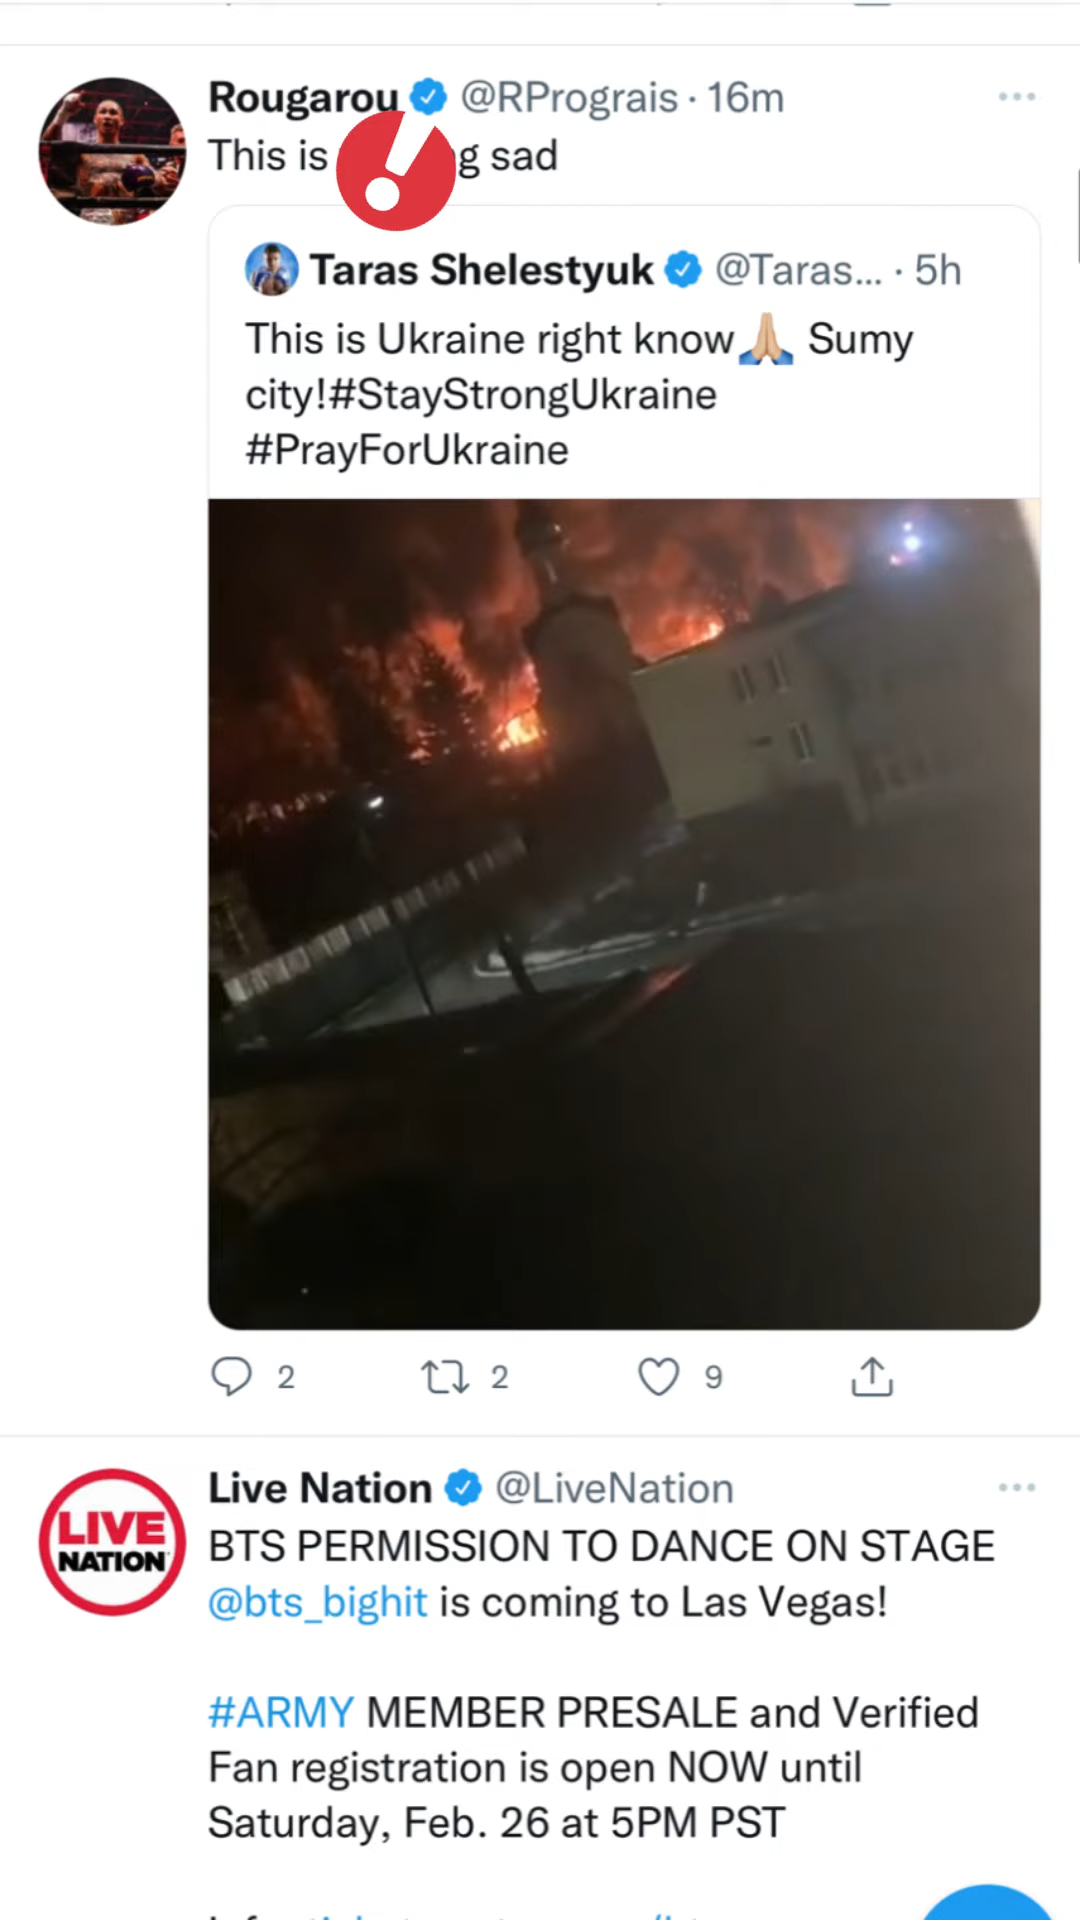 Rougarou @RPrograis · 16m
This is g sad
Taras Shelestyuk @Taras... · 5h
This is Ukraine right know🙏🏼 Sumy
city!#StayStrongUkraine
#PrayForUkraine
2 2 9
Live Nation @LiveNation
LIVE
NATION
BTS PERMISSION TO DANCE ON STAGE
@bts_bighit is coming to Las Vegas!
#ARMY MEMBER PRESALE and Verified
Fan registration is open NOW until
Saturday, Feb. 26 at 5PM PST